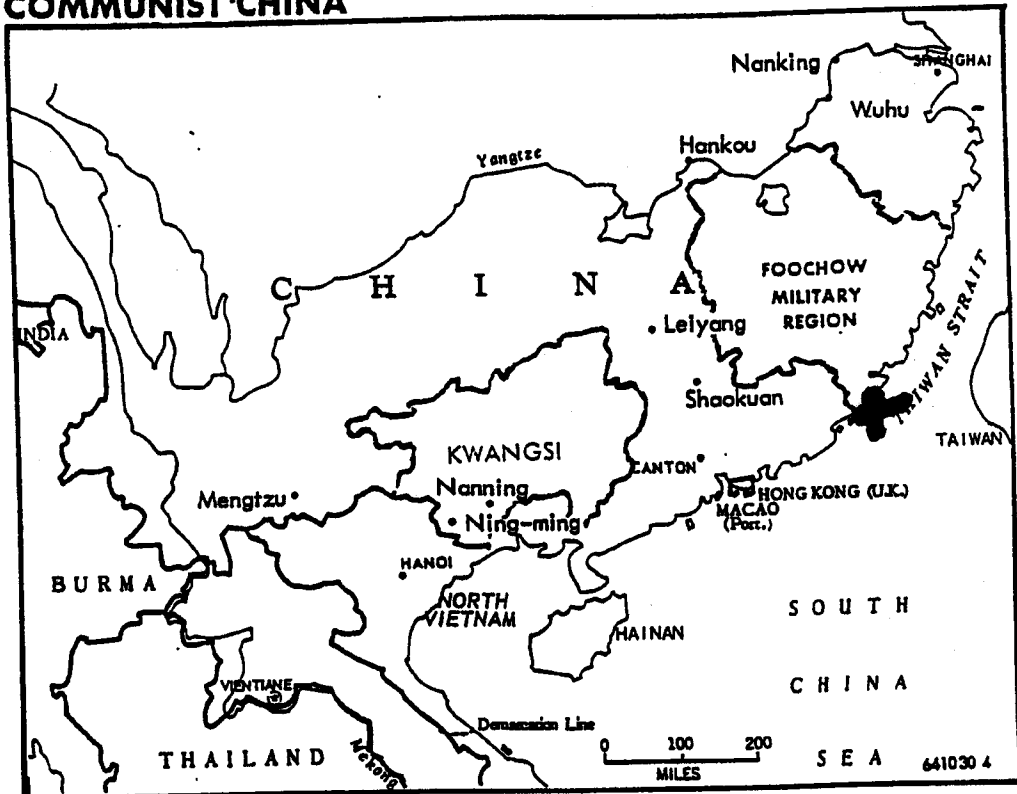 COMMUNIST CHINA
Nanking
SHANGHAI
Wuhu
Hankou
Yangtze
C H I N A
FOOCHOW
MILITARY
REGION
TAIWAN STRAIT
INDIA
Leiyang
Shaokuan
TAIWAN
KWANGSI
CANTON
Nanning
Mengtzu
HONG KONG (U.K.)
MACAO
(Port.)
Ning-ming
HANOI
BURMA
NORTH
VIETNAM
SOUTH
HAINAN
CHINA
VIENTIANE
Demarcation Line
THAILAND
Mekong
0 100 200
MILES
SEA
641030 4